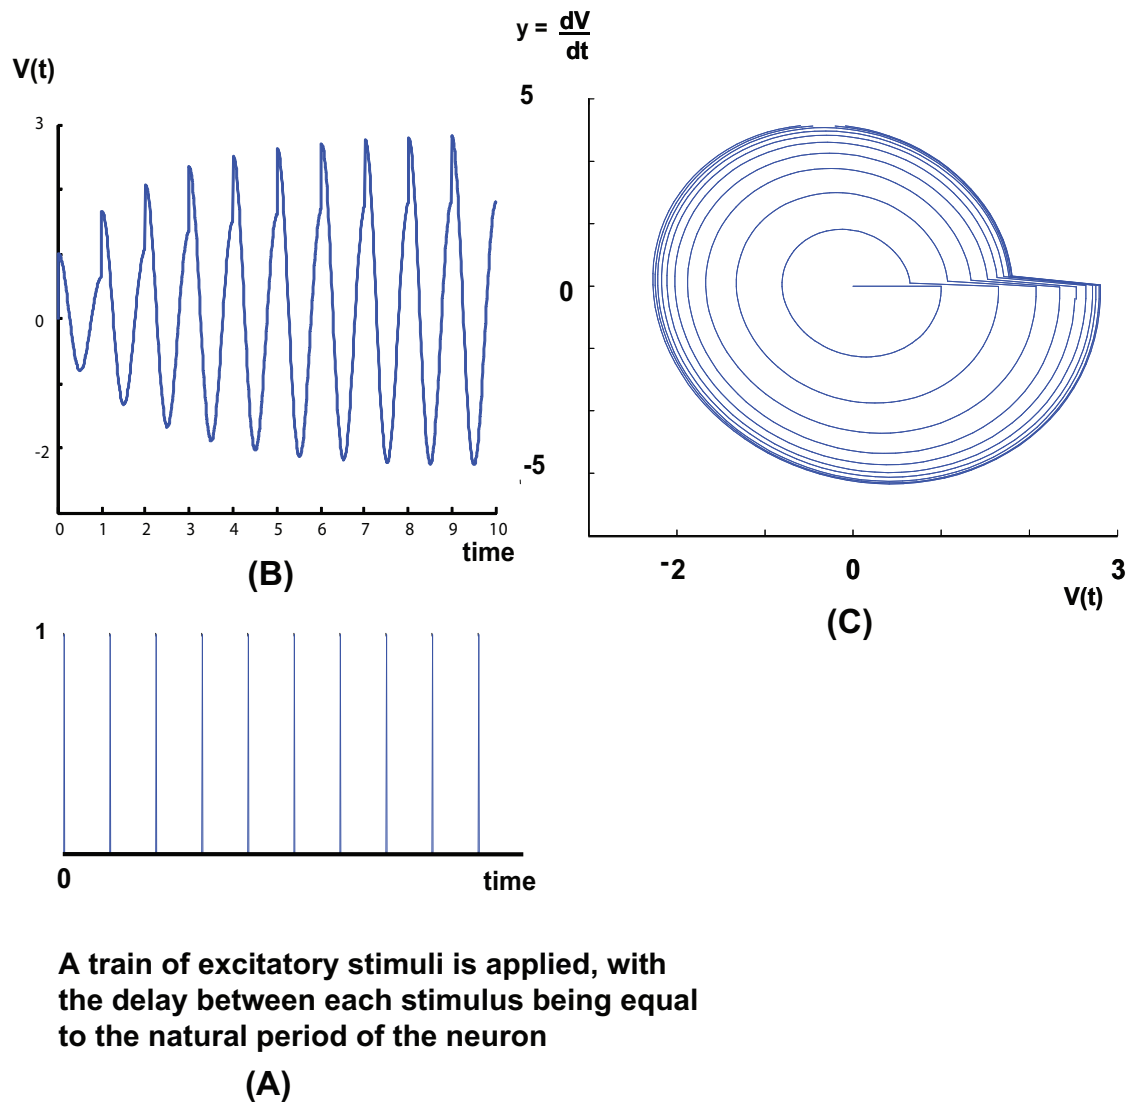 V(t)
3
0
-2
0 1 2 3 4 5 6 7 8 9 10
time
(B)
y = dV
dt
5
0
-5
-2 0 3
V(t)
(C)
1
0 time
A train of excitatory stimuli is applied, with
the delay between each stimulus being equal
to the natural period of the neuron
(A)